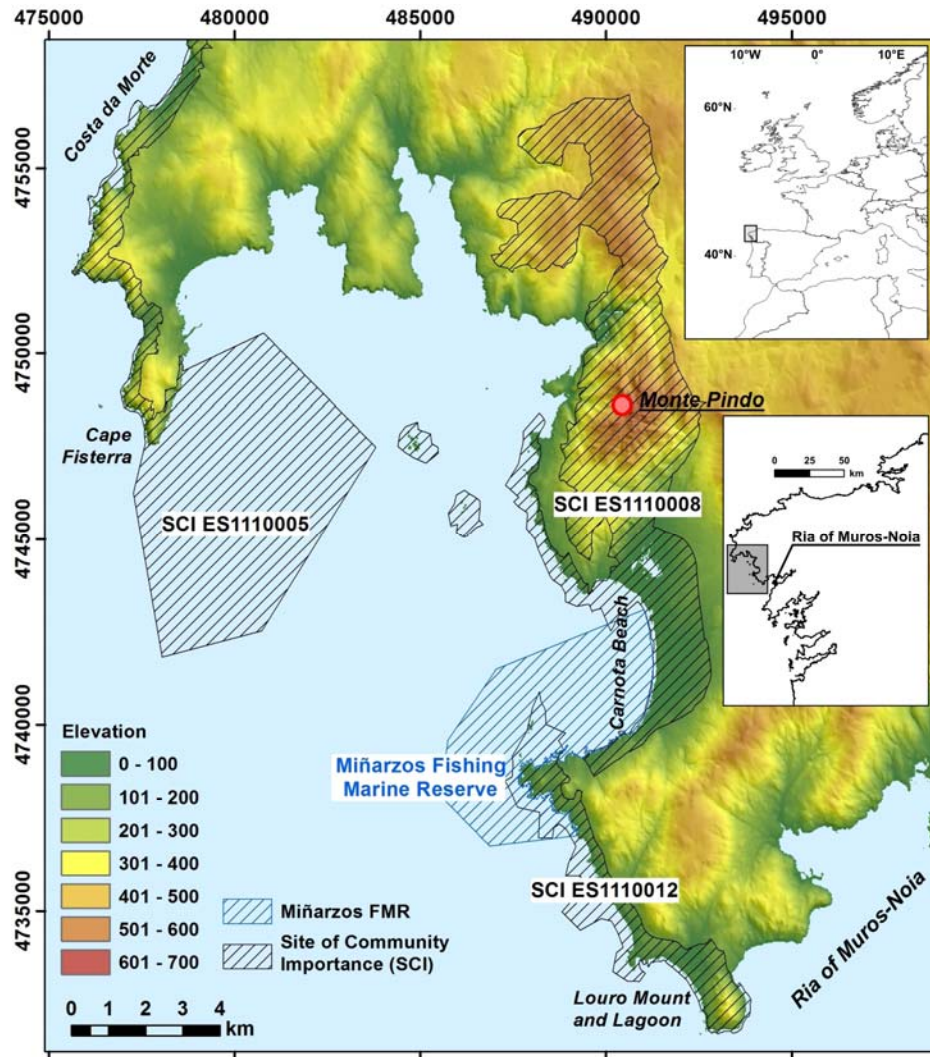 475000 480000 485000 490000 495000
10°W 0° 10°E
60°N
40°N
4755000
4750000
4745000
4740000
4735000
Costa da Morte
Cape
Fisterra
SCI ES1110005
Monte Pindo
SCI ES1110008
0 25 50
km
Ria of Muros-Noia
Carnota Beach
Miñarzos Fishing
Marine Reserve
SCI ES1110012
Louro Mount
and Lagoon
Ria of Muros-Noia
Elevation
0 - 100
101 - 200
201 - 300
301 - 400
401 - 500
501 - 600
601 - 700
Miñarzos FMR
Site of Community
Importance (SCI)
0 1 2 3 4
km